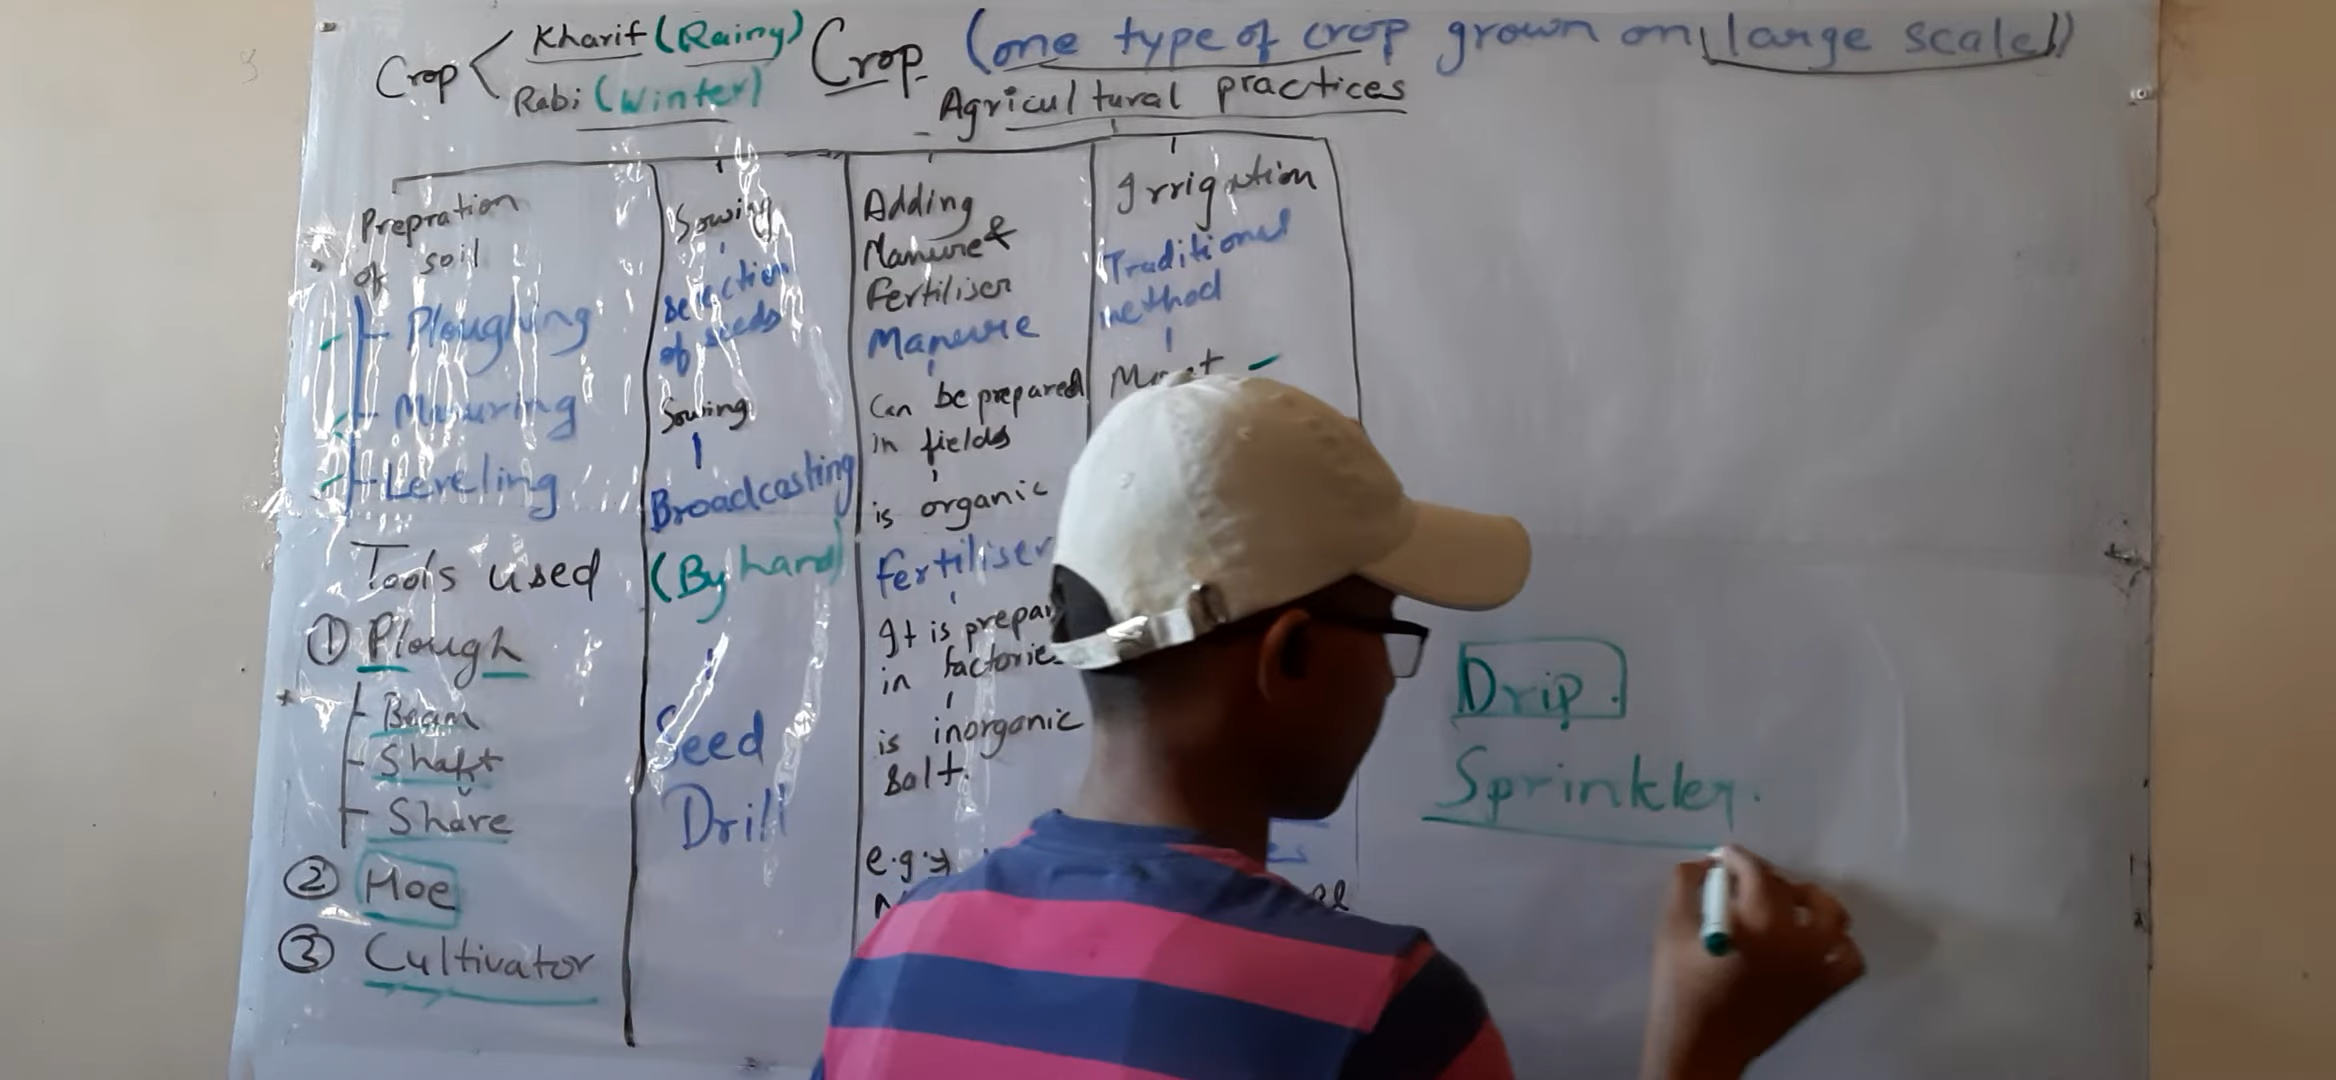 Crop
Kharif (Rainy)
Rabi (Winter)
Crop (one type of crop grown on large scale)
Agricultural practices
Prepration
of soil
Ploughing
Manuring
Leveling
Tools used
① Plough
Beam
Shaft
Share
② Hoe
③ Cultivator
Sowing
selection
of seeds
Sowing
Broadcasting
(By hand)
Seed
Drill
Adding
Manure &
Fertiliser
Manure
Can be prepared
in fields
is organic
fertiliser
It is prepar
in factorie
is inorganic
salt.
e.g:→
Irrigation
Traditional
method
Drip.
Sprinkler.